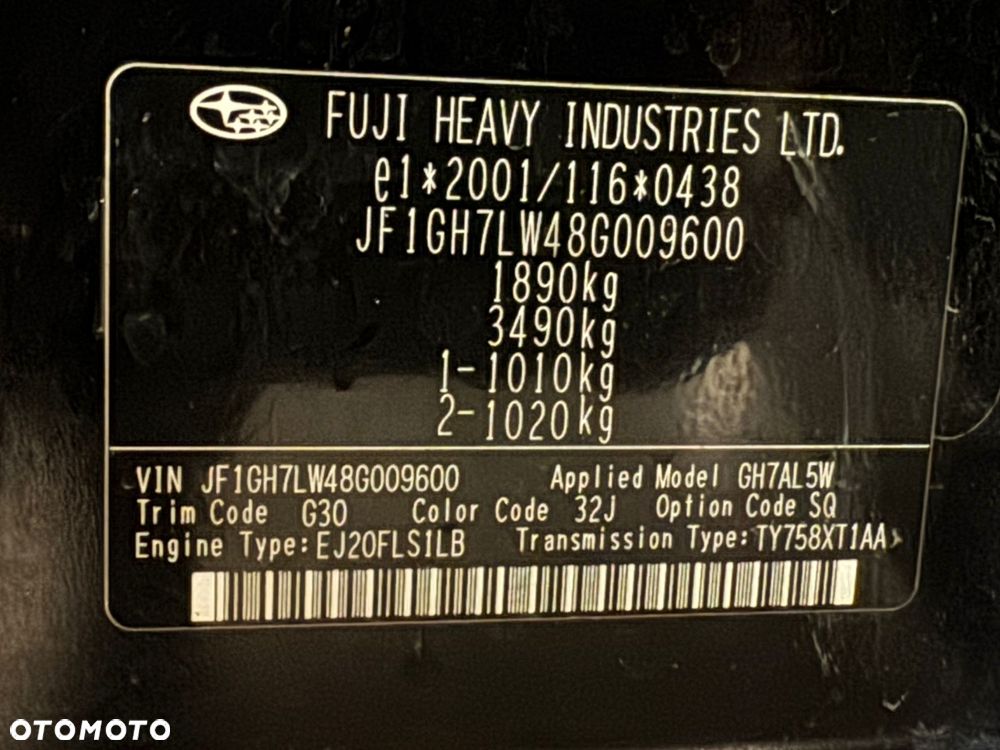 FUJI HEAVY INDUSTRIES LTD.
e1*2001/116*0438
JF1GH7LW48G009600
1890kg
3490kg
1-1010kg
2-1020kg
VIN JF1GH7LW48G009600 Applied Model GH7AL5W
Trim Code G30 Color Code 32J Option Code SQ
Engine Type:EJ20FLS1LB Transmission Type:TY758XT1AA
OTOMOTO